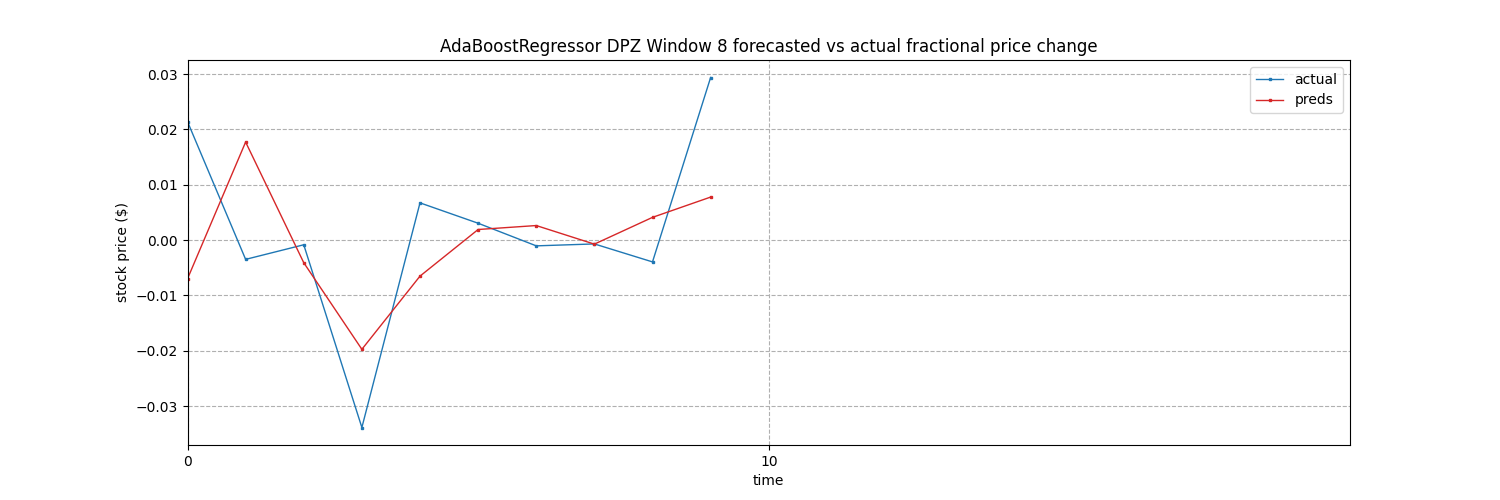 AdaBoostRegressor DPZ Window 8 forecasted vs actual fractional price change
actual
preds
0.03
0.02
0.01
0.00
−0.01
−0.02
−0.03
stock price ($)
0
10
time